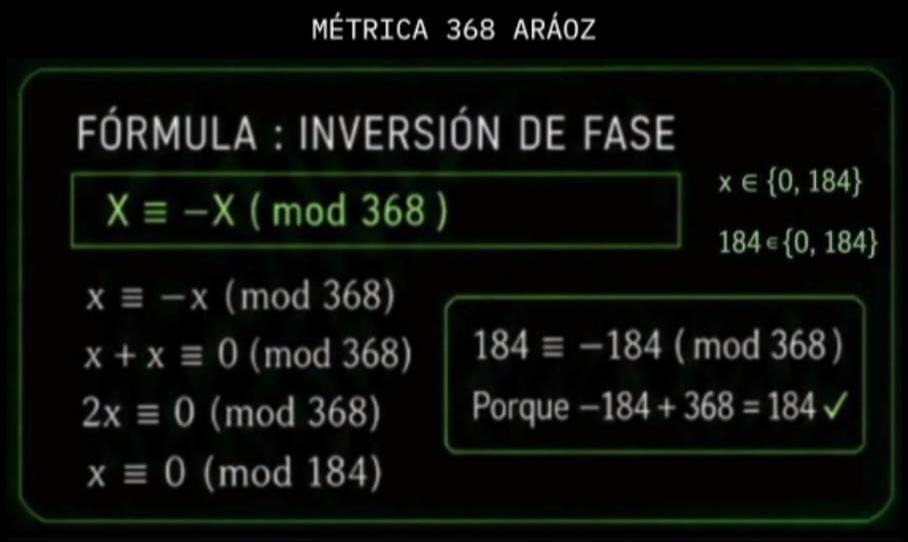 MÉTRICA 368 ARÁOZ
FÓRMULA : INVERSIÓN DE FASE
X ≡ −X ( mod 368 )
x ∈ {0, 184}
184 ∈ {0, 184}
x ≡ −x (mod 368)
x + x ≡ 0 (mod 368)
2x ≡ 0 (mod 368)
x ≡ 0 (mod 184)
184 ≡ −184 ( mod 368 )
Porque −184 + 368 = 184 ✓